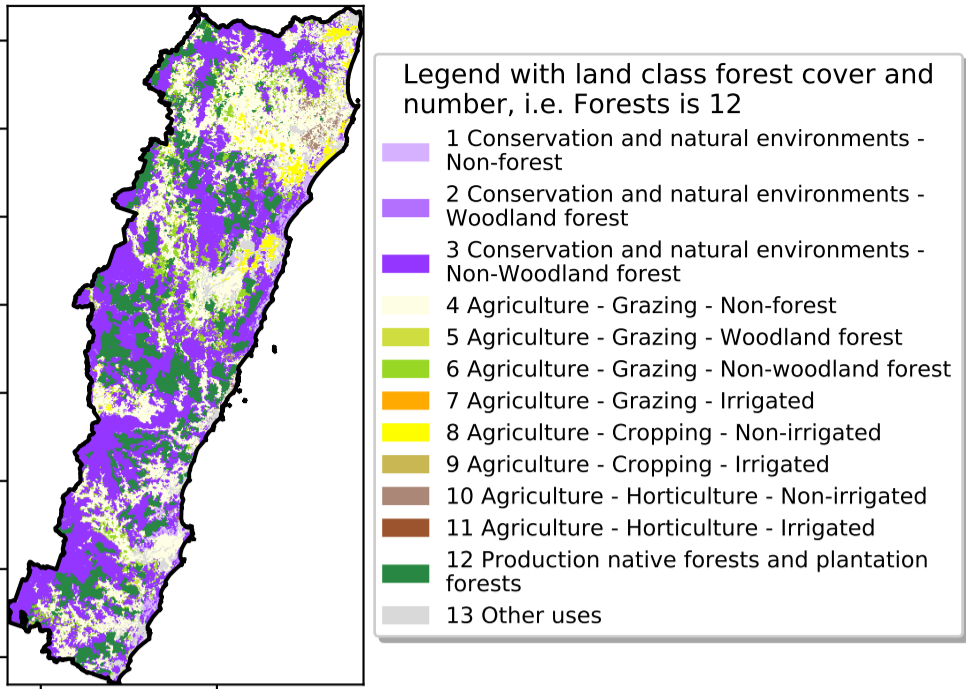 Legend with land class forest cover and
number, i.e. Forests is 12
1 Conservation and natural environments -
Non-forest
2 Conservation and natural environments -
Woodland forest
3 Conservation and natural environments -
Non-Woodland forest
4 Agriculture - Grazing - Non-forest
5 Agriculture - Grazing - Woodland forest
6 Agriculture - Grazing - Non-woodland forest
7 Agriculture - Grazing - Irrigated
8 Agriculture - Cropping - Non-irrigated
9 Agriculture - Cropping - Irrigated
10 Agriculture - Horticulture - Non-irrigated
11 Agriculture - Horticulture - Irrigated
12 Production native forests and plantation
forests
13 Other uses